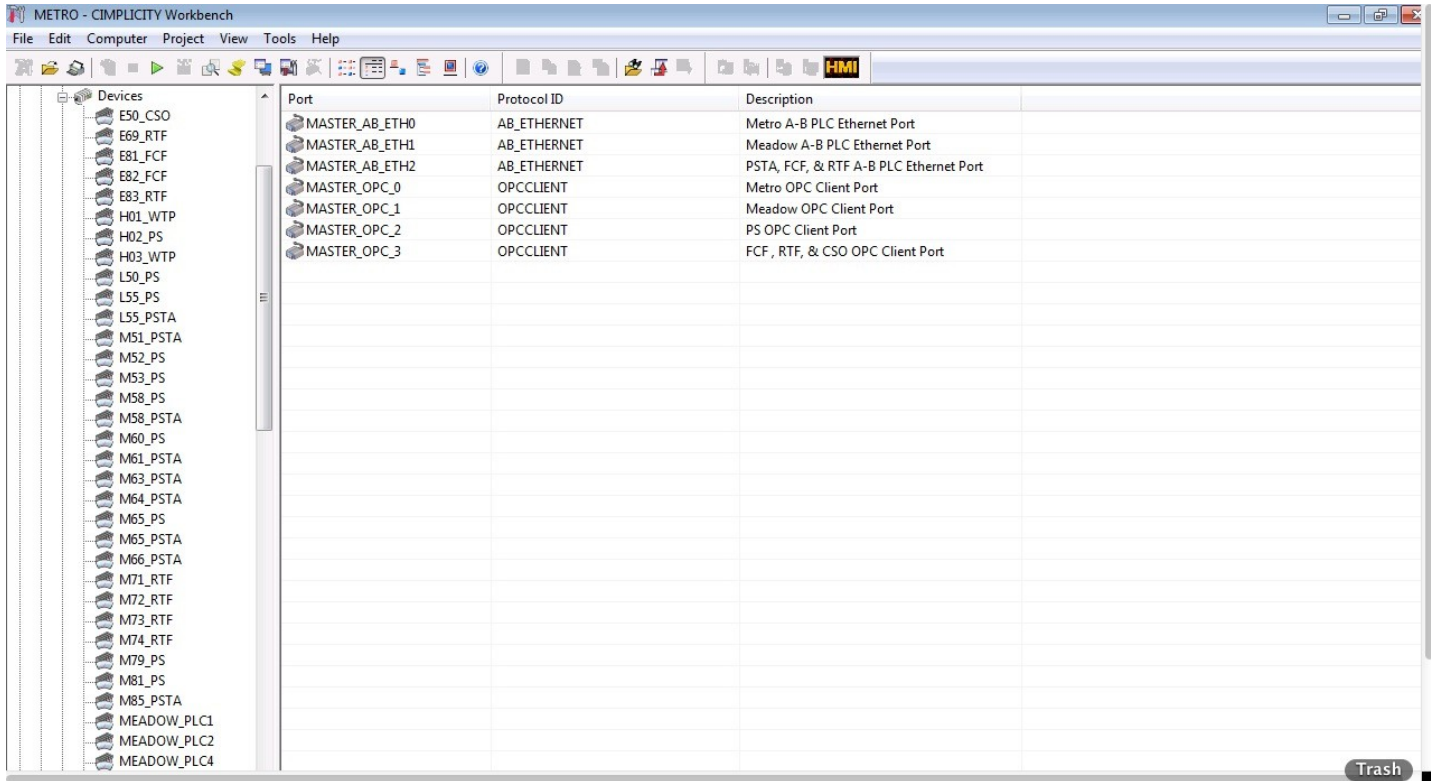 METRO - CIMPLICITY Workbench
File Edit Computer Project View Tools Help
HMI
Devices
E50_CSO
E69_RTF
E81_FCF
E82_FCF
E83_RTF
H01_WTP
H02_PS
H03_WTP
L50_PS
L55_PS
L55_PSTA
M51_PSTA
M52_PS
M53_PS
M58_PS
M58_PSTA
M60_PS
M61_PSTA
M63_PSTA
M64_PSTA
M65_PS
M65_PSTA
M66_PSTA
M71_RTF
M72_RTF
M73_RTF
M74_RTF
M79_PS
M81_PS
M85_PSTA
MEADOW_PLC1
MEADOW_PLC2
MEADOW_PLC4
Port Protocol ID Description
MASTER_AB_ETH0 AB_ETHERNET Metro A-B PLC Ethernet Port
MASTER_AB_ETH1 AB_ETHERNET Meadow A-B PLC Ethernet Port
MASTER_AB_ETH2 AB_ETHERNET PSTA, FCF, & RTF A-B PLC Ethernet Port
MASTER_OPC_0 OPCCLIENT Metro OPC Client Port
MASTER_OPC_1 OPCCLIENT Meadow OPC Client Port
MASTER_OPC_2 OPCCLIENT PS OPC Client Port
MASTER_OPC_3 OPCCLIENT FCF , RTF, & CSO OPC Client Port
Trash